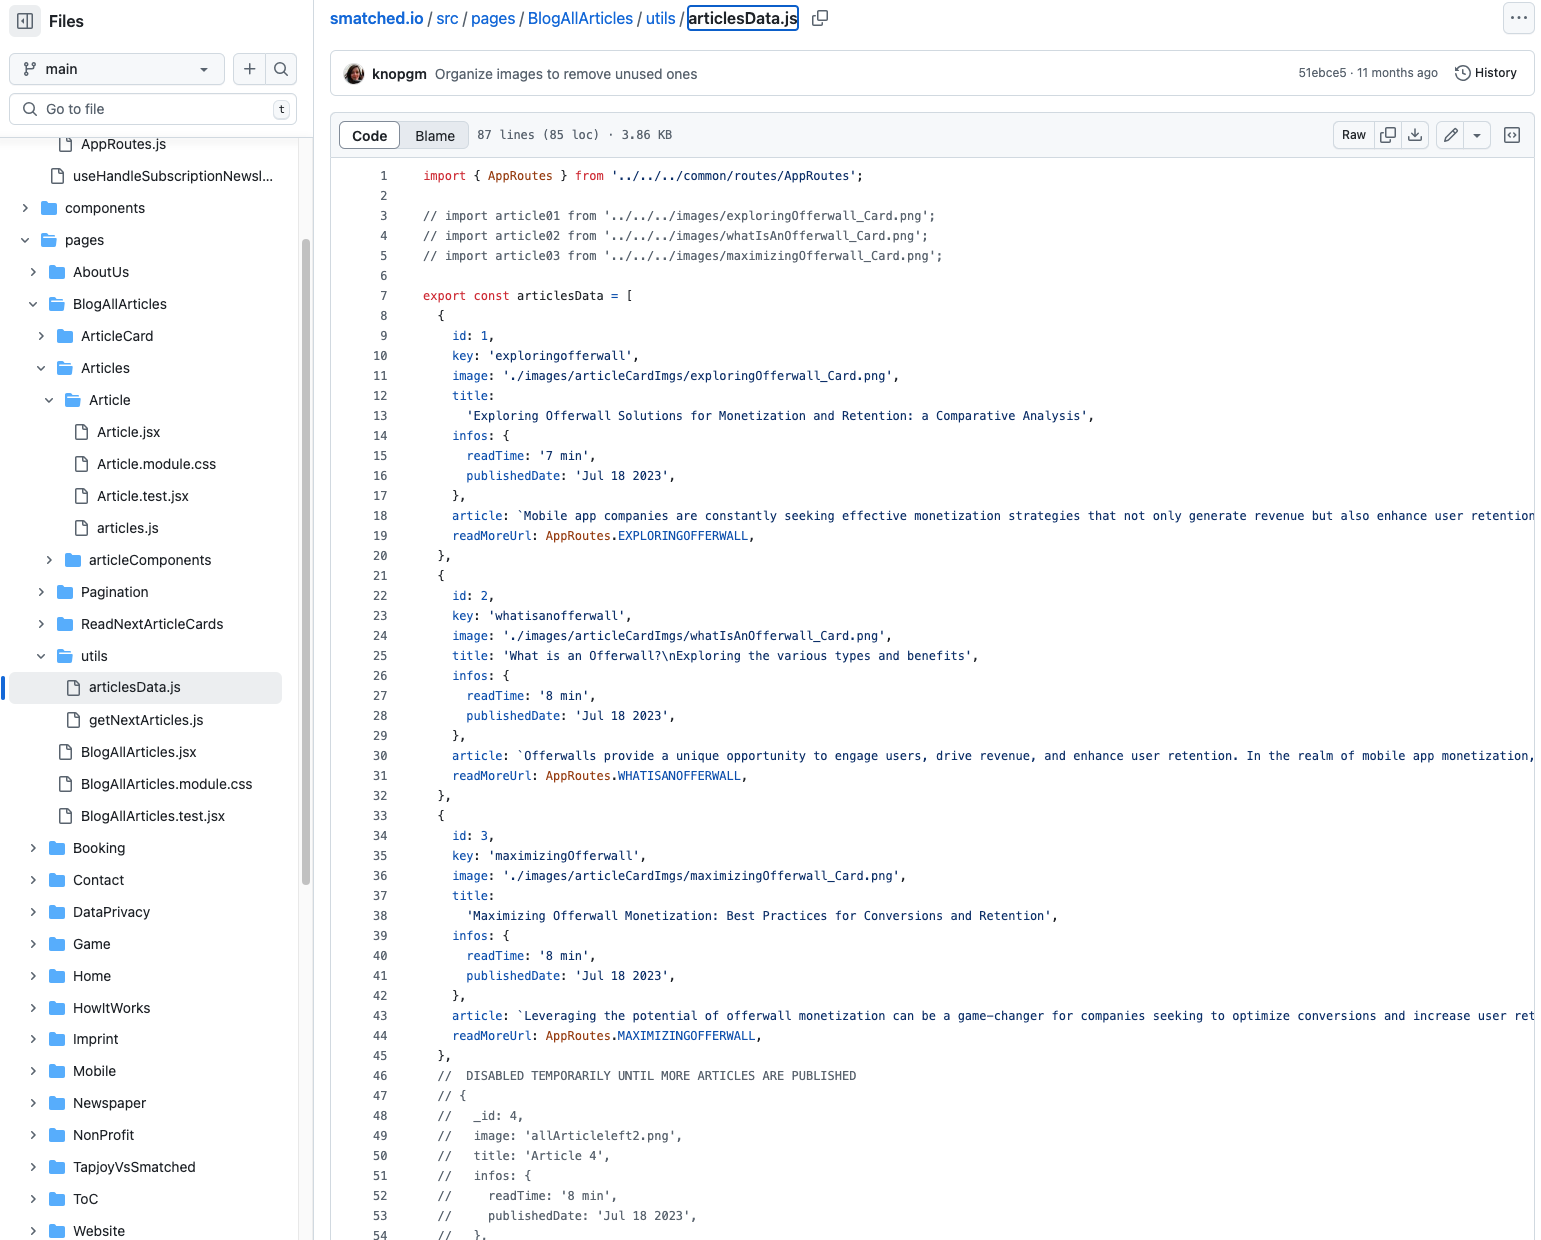 Files
main
Go to file
t
AppRoutes.js
useHandleSubscriptionNewsl...
components
pages
AboutUs
BlogAllArticles
ArticleCard
Articles
Article
Article.jsx
Article.module.css
Article.test.jsx
articles.js
articleComponents
Pagination
ReadNextArticleCards
utils
articlesData.js
getNextArticles.js
BlogAllArticles.jsx
BlogAllArticles.module.css
BlogAllArticles.test.jsx
Booking
Contact
DataPrivacy
Game
Home
HowItWorks
Imprint
Mobile
Newspaper
NonProfit
TapjoyVsSmatched
ToC
Website
smatched.io / src / pages / BlogAllArticles / utils / articlesData.js
knopgm Organize images to remove unused ones 51ebce5 · 11 months ago History
Code Blame 87 lines (85 loc) · 3.86 KB Raw
1 import { AppRoutes } from '../../../common/routes/AppRoutes';
2
3 // import article01 from '../../../images/exploringOfferwall_Card.png';
4 // import article02 from '../../../images/whatIsAnOfferwall_Card.png';
5 // import article03 from '../../../images/maximizingOfferwall_Card.png';
6
7 export const articlesData = [
8 {
9 id: 1,
10 key: 'exploringofferwall',
11 image: './images/articleCardImgs/exploringOfferwall_Card.png',
12 title:
13 'Exploring Offerwall Solutions for Monetization and Retention: a Comparative Analysis',
14 infos: {
15 readTime: '7 min',
16 publishedDate: 'Jul 18 2023',
17 },
18 article: `Mobile app companies are constantly seeking effective monetization strategies that not only generate revenue but also enhance user retention
19 readMoreUrl: AppRoutes.EXPLORINGOFFERWALL,
20 },
21 {
22 id: 2,
23 key: 'whatisanofferwall',
24 image: './images/articleCardImgs/whatIsAnOfferwall_Card.png',
25 title: 'What is an Offerwall?\nExploring the various types and benefits',
26 infos: {
27 readTime: '8 min',
28 publishedDate: 'Jul 18 2023',
29 },
30 article: `Offerwalls provide a unique opportunity to engage users, drive revenue, and enhance user retention. In the realm of mobile app monetization,
31 readMoreUrl: AppRoutes.WHATISANOFFERWALL,
32 },
33 {
34 id: 3,
35 key: 'maximizingOfferwall',
36 image: './images/articleCardImgs/maximizingOfferwall_Card.png',
37 title:
38 'Maximizing Offerwall Monetization: Best Practices for Conversions and Retention',
39 infos: {
40 readTime: '8 min',
41 publishedDate: 'Jul 18 2023',
42 },
43 article: `Leveraging the potential of offerwall monetization can be a game-changer for companies seeking to optimize conversions and increase user ret
44 readMoreUrl: AppRoutes.MAXIMIZINGOFFERWALL,
45 },
46 // DISABLED TEMPORARILY UNTIL MORE ARTICLES ARE PUBLISHED
47 // {
48 // _id: 4,
49 // image: 'allArticleleft2.png',
50 // title: 'Article 4',
51 // infos: {
52 // readTime: '8 min',
53 // publishedDate: 'Jul 18 2023',
54 // },